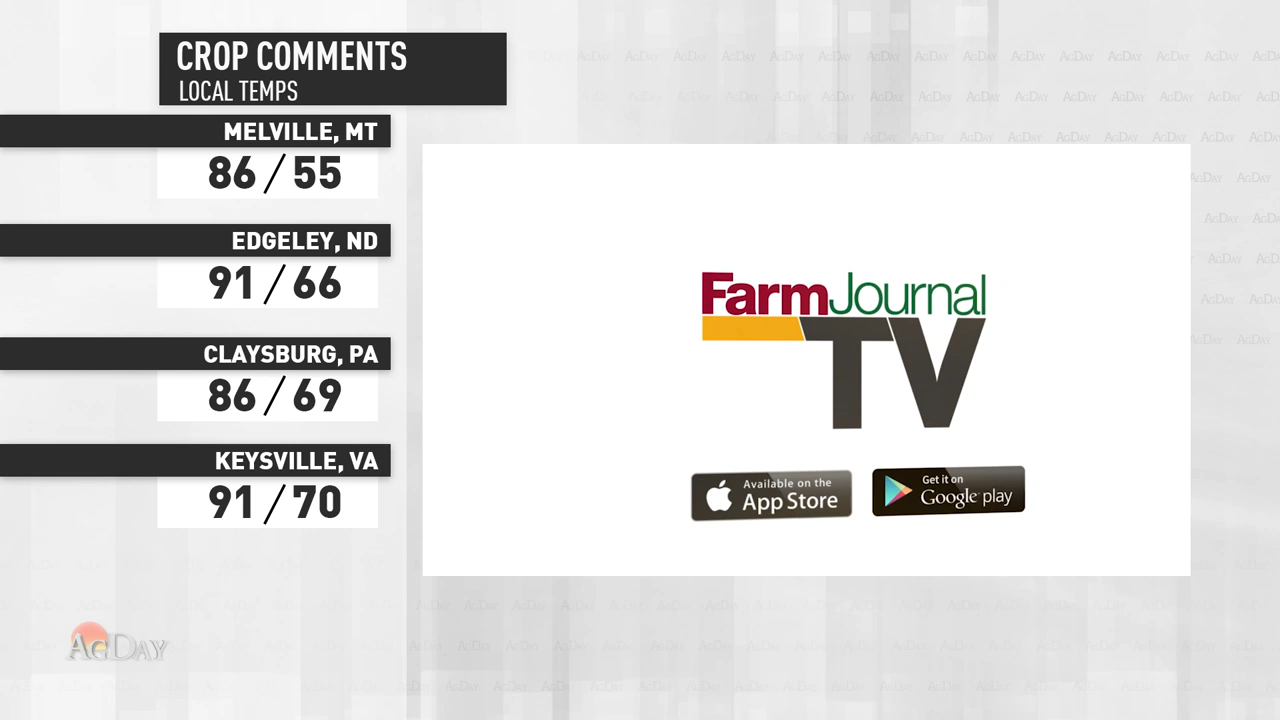 CROP COMMENTS
LOCAL TEMPS
MELVILLE, MT
86 / 55
EDGELEY, ND
91 / 66
CLAYSBURG, PA
86 / 69
KEYSVILLE, VA
91 / 70
FarmJournal
TV
Available on the
App Store
Get it on
Google play
AGDAY